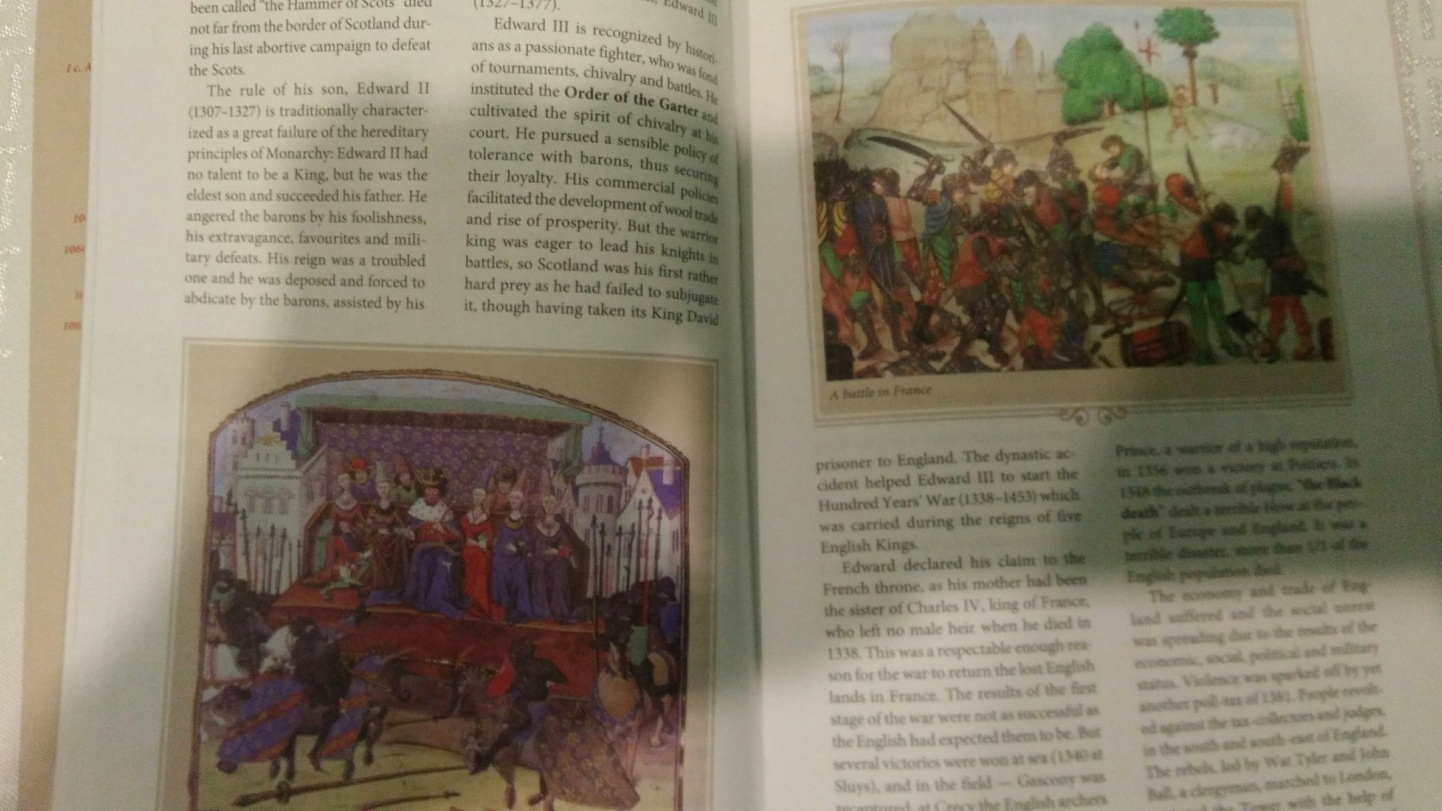 been called "the Hammer of Scots" died
not far from the border of Scotland dur-
ing his last abortive campaign to defeat
the Scots.
The rule of his son, Edward II
(1307–1327) is traditionally character-
ized as a great failure of the hereditary
principles of Monarchy: Edward II had
no talent to be a King, but he was the
eldest son and succeeded his father. He
angered the barons by his foolishness,
his extravagance, favourites and mili-
tary defeats. His reign was a troubled
one and he was deposed and forced to
abdicate by the barons, assisted by his
Edward III
(1327–1377).
Edward III is recognized by histori-
ans as a passionate fighter, who was fond
of tournaments, chivalry and battles. He
instituted the Order of the Garter and
cultivated the spirit of chivalry at his
court. He pursued a sensible policy of
tolerance with barons, thus securing
their loyalty. His commercial policies
facilitated the development of wool trade
and rise of prosperity. But the warrior
king was eager to lead his knights in
battles, so Scotland was his first rather
hard prey as he had failed to subjugate
it, though having taken its King David
A battle in France
prisoner to England. The dynastic ac-
cident helped Edward III to start the
Hundred Years' War (1338–1453) which
was carried during the reigns of five
English Kings.
Edward declared his claim to the
French throne, as his mother had been
the sister of Charles IV, king of France,
who left no male heir when he died in
1338. This was a respectable enough rea-
son for the war to return the lost English
lands in France. The results of the first
stage of the war were not as successful as
the English had expected them to be. But
several victories were won at sea (1340 at
Sluys), and in the field — Gascony was
recaptured, at Crecy the English archers
Prince, a warrior of a high reputation,
in 1356 won a victory at Poitiers. In
1348 the outbreak of plague, "the Black
death" dealt a terrible blow at the peo-
ple of Europe and England. It was a
terrible disaster, more than 1/3 of the
English population died.
The economy and trade of Eng-
land suffered and the social unrest
was spreading due to the results of the
economic, social, political and military
status. Violence was sparked off by yet
another poll-tax of 1381. People revolt-
ed against the tax-collectors and judges,
in the south and south-east of England.
The rebels, led by Wat Tyler and John
Ball, a clergyman, marched to London,
the Tower with the help of